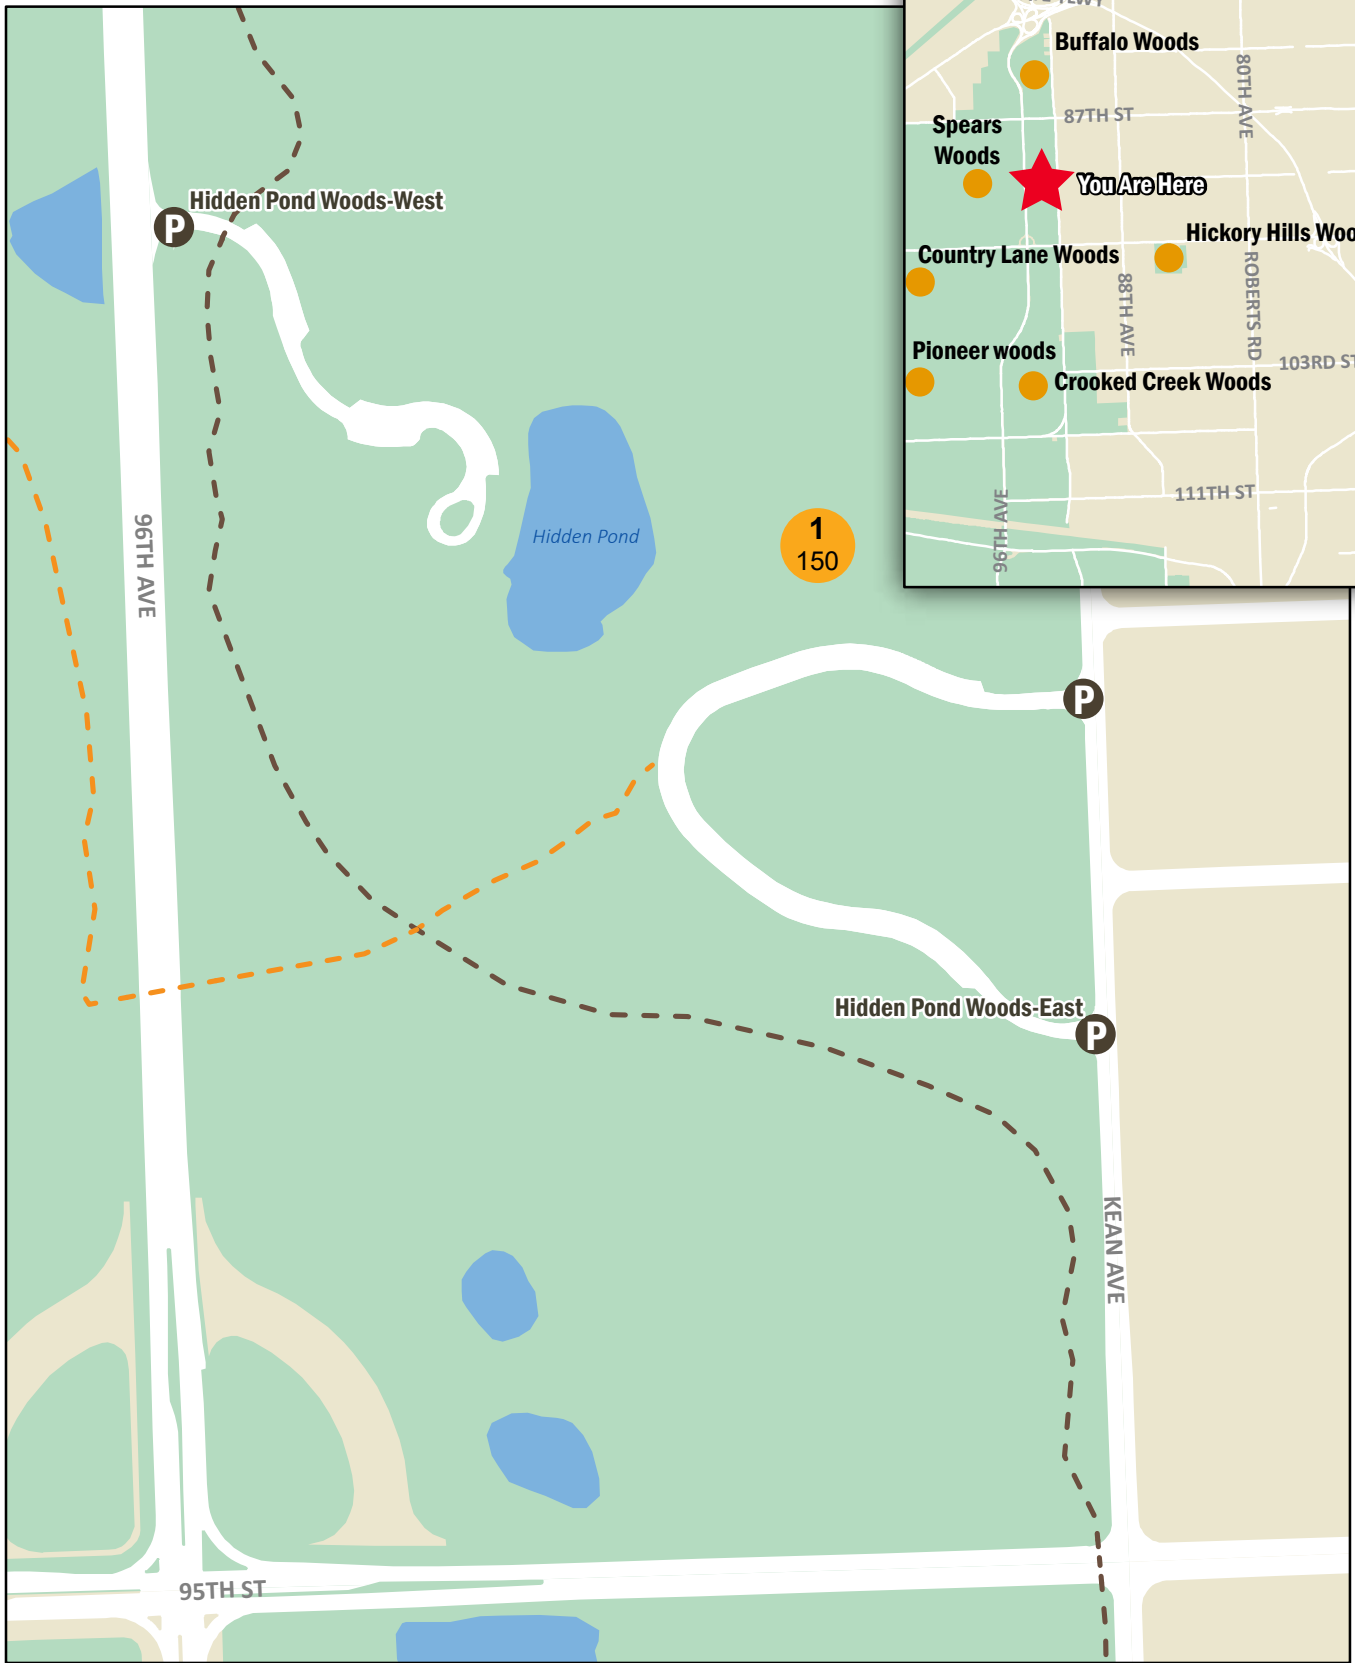 Hidden Pond Woods-West
P
96TH AVE
Hidden Pond
1
150
P
Hidden Pond Woods-East
P
KEAN AVE
95TH ST
Buffalo Woods
80TH AVE
87TH ST
Spears
Woods
You Are Here
Hickory Hills Woo
Country Lane Woods
88TH AVE
ROBERTS RD
Pioneer woods
103RD ST
Crooked Creek Woods
111TH ST
96TH AVE